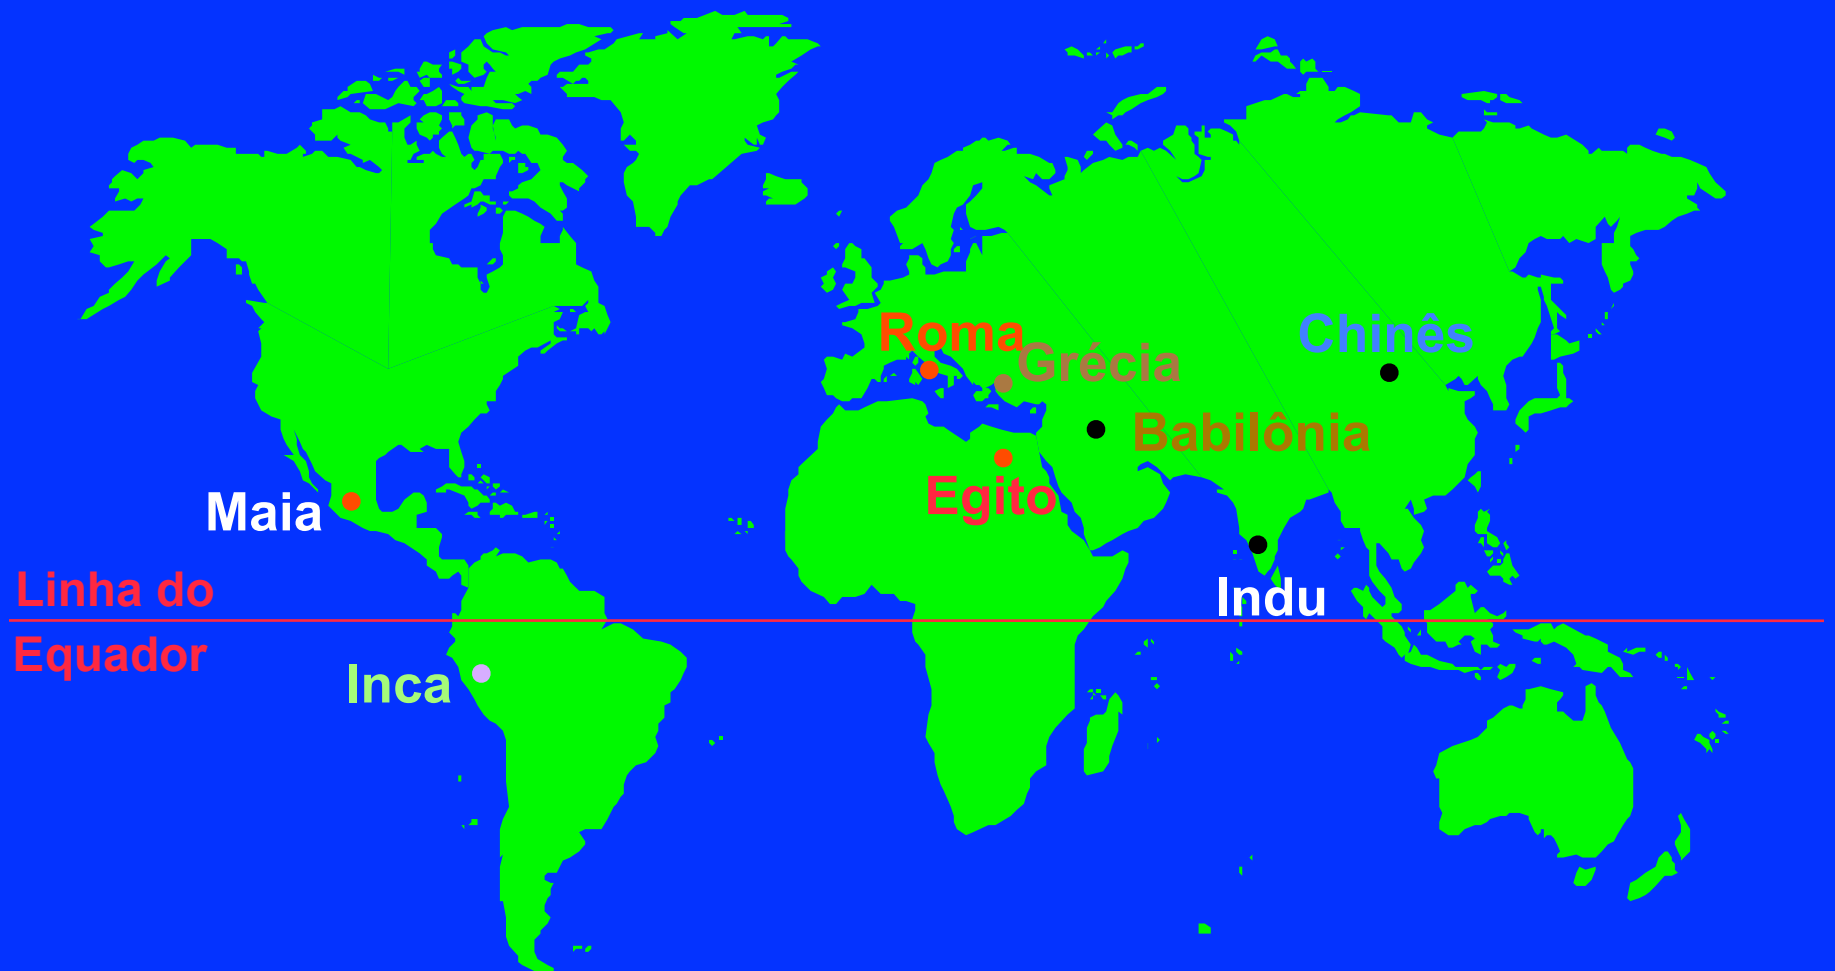 Roma
Grécia
Chinês
Babilônia
Egito
Maia
Linha do
Equador
Indu
Inca